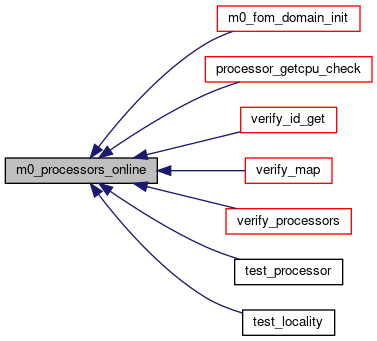 m0_fom_domain_init
processor_getcpu_check
verify_id_get
m0_processors_online
verify_map
verify_processors
test_processor
test_locality